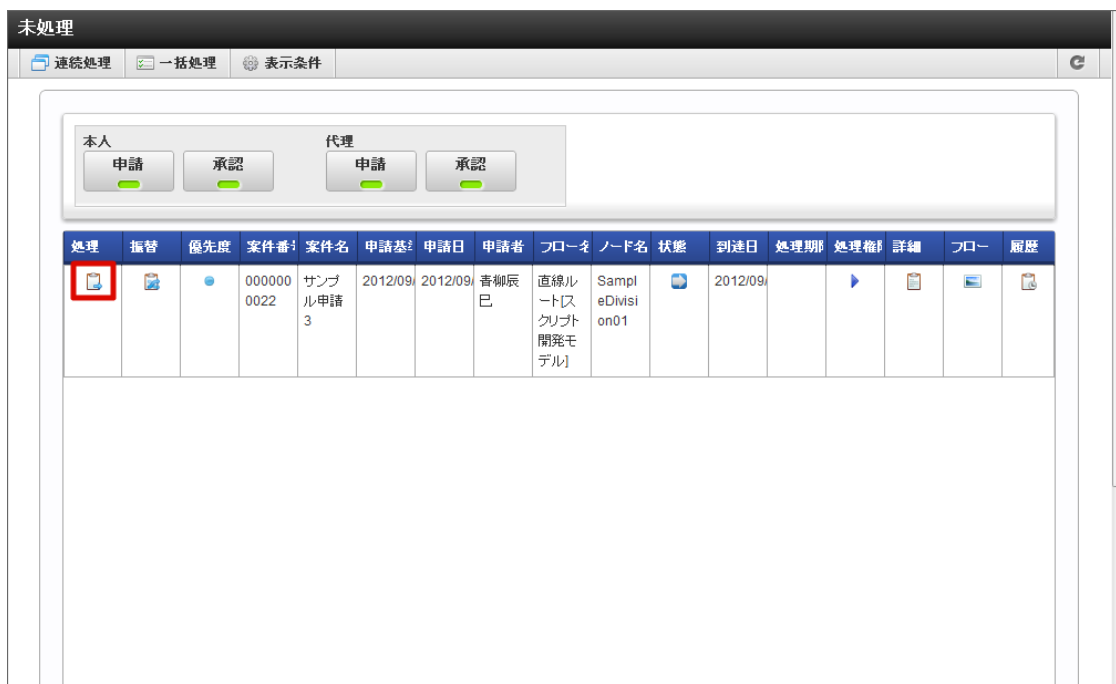 未処理
連続処理 一括処理 表示条件
本人 代理
申請 承認 申請 承認
処理 振替 優先度 案件番 案件名 申請基 申請日 申請者 フロー名 ノード名 状態 到達日 処理期 処理権 詳細 フロー 履歴
000000 サンプ 2012/09/ 2012/09/ 青柳辰 直線ル Sampl 2012/09/
0022 ル申請 巳 ート[ス eDivisi
3 クリプト on01
開発モ
デル]